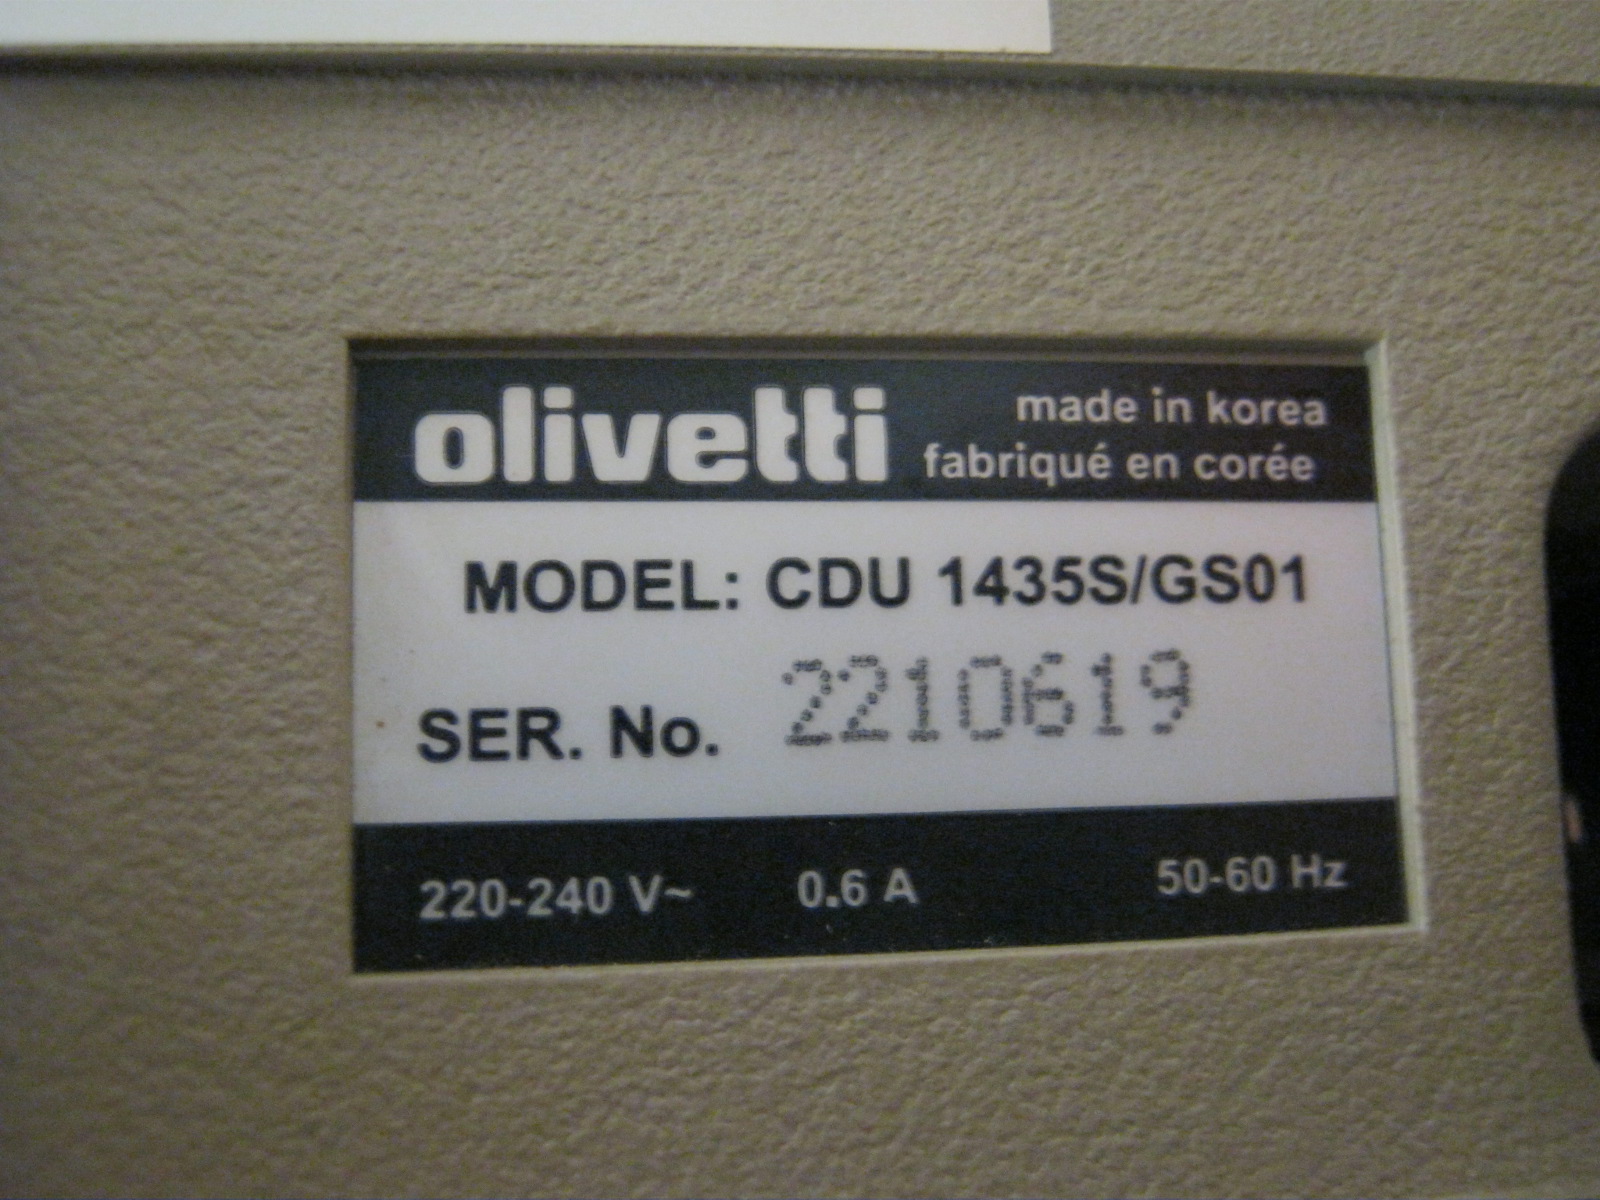 olivetti
made in korea
fabriqué en corée
MODEL: CDU 1435S/GS01
SER. No. 2210619
220-240 V~ 0.6 A 50-60 Hz